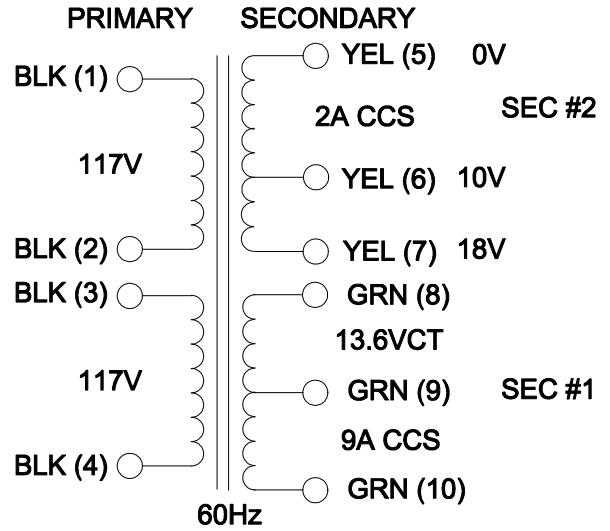 PRIMARY SECONDARY
BLK (1) YEL (5) 0V
2A CCS SEC #2
117V
YEL (6) 10V
BLK (2) YEL (7) 18V
BLK (3) GRN (8)
13.6VCT
117V GRN (9) SEC #1
9A CCS
BLK (4) GRN (10)
60Hz